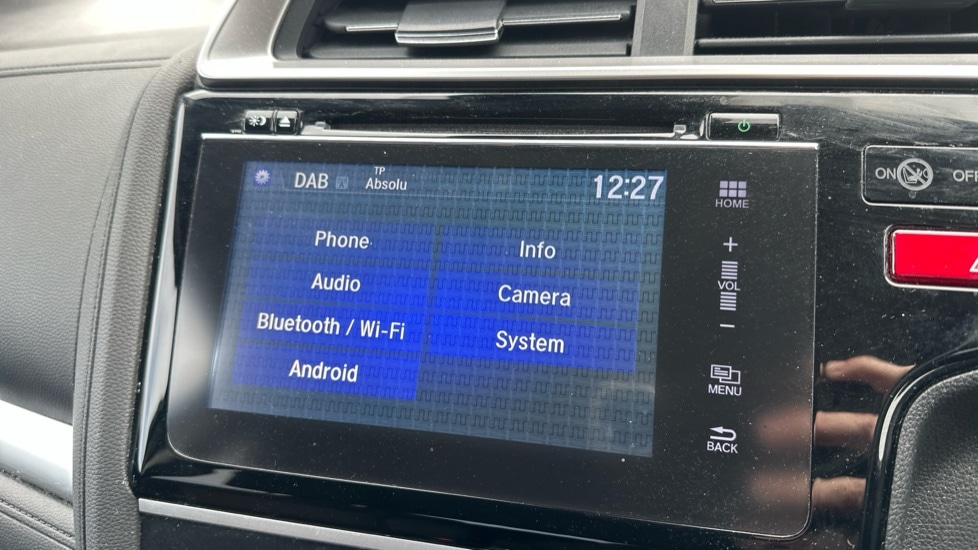 DAB TP Absolu 12:27
Phone Info
Audio Camera
Bluetooth / Wi-Fi System
Android
HOME
+
VOL
−
MENU
BACK
ON OFF